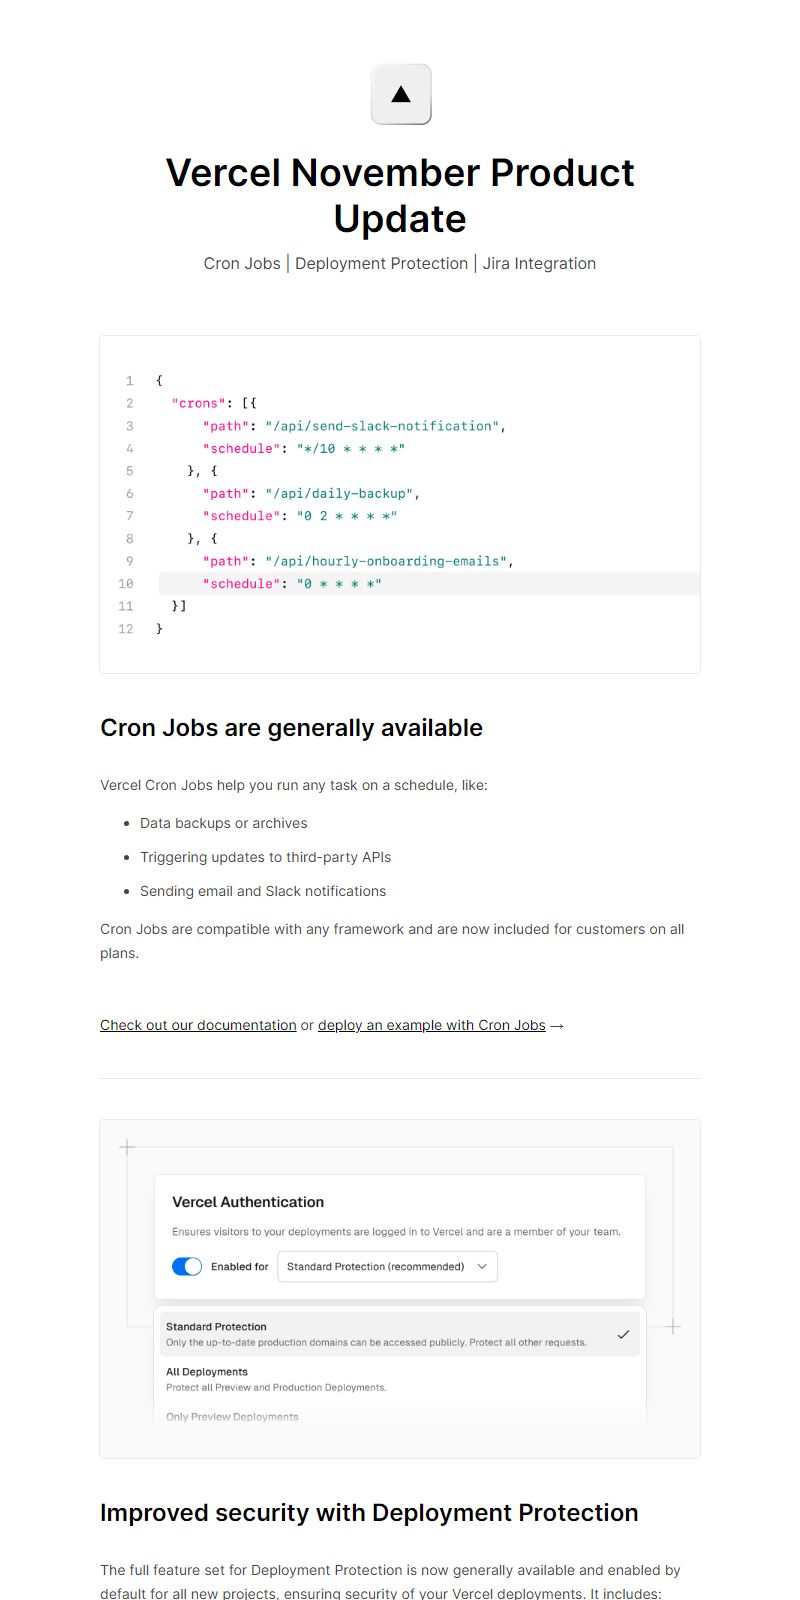 Vercel November Product
Update
Cron Jobs | Deployment Protection | Jira Integration
1 {
2 "crons": [{
3 "path": "/api/send-slack-notification",
4 "schedule": "*/10 * * * *"
5 }, {
6 "path": "/api/daily-backup",
7 "schedule": "0 2 * * * *"
8 }, {
9 "path": "/api/hourly-onboarding-emails",
10 "schedule": "0 * * * *"
11 }]
12 }
Cron Jobs are generally available
Vercel Cron Jobs help you run any task on a schedule, like:
• Data backups or archives
• Triggering updates to third-party APIs
• Sending email and Slack notifications
Cron Jobs are compatible with any framework and are now included for customers on all
plans.
Check out our documentation or deploy an example with Cron Jobs →
Vercel Authentication
Ensures visitors to your deployments are logged in to Vercel and are a member of your team.
Enabled for Standard Protection (recommended)
Standard Protection
Only the up-to-date production domains can be accessed publicly. Protect all other requests.
All Deployments
Protect all Preview and Production Deployments.
Only Preview Deployments
Improved security with Deployment Protection
The full feature set for Deployment Protection is now generally available and enabled by
default for all new projects, ensuring security of your Vercel deployments. It includes: